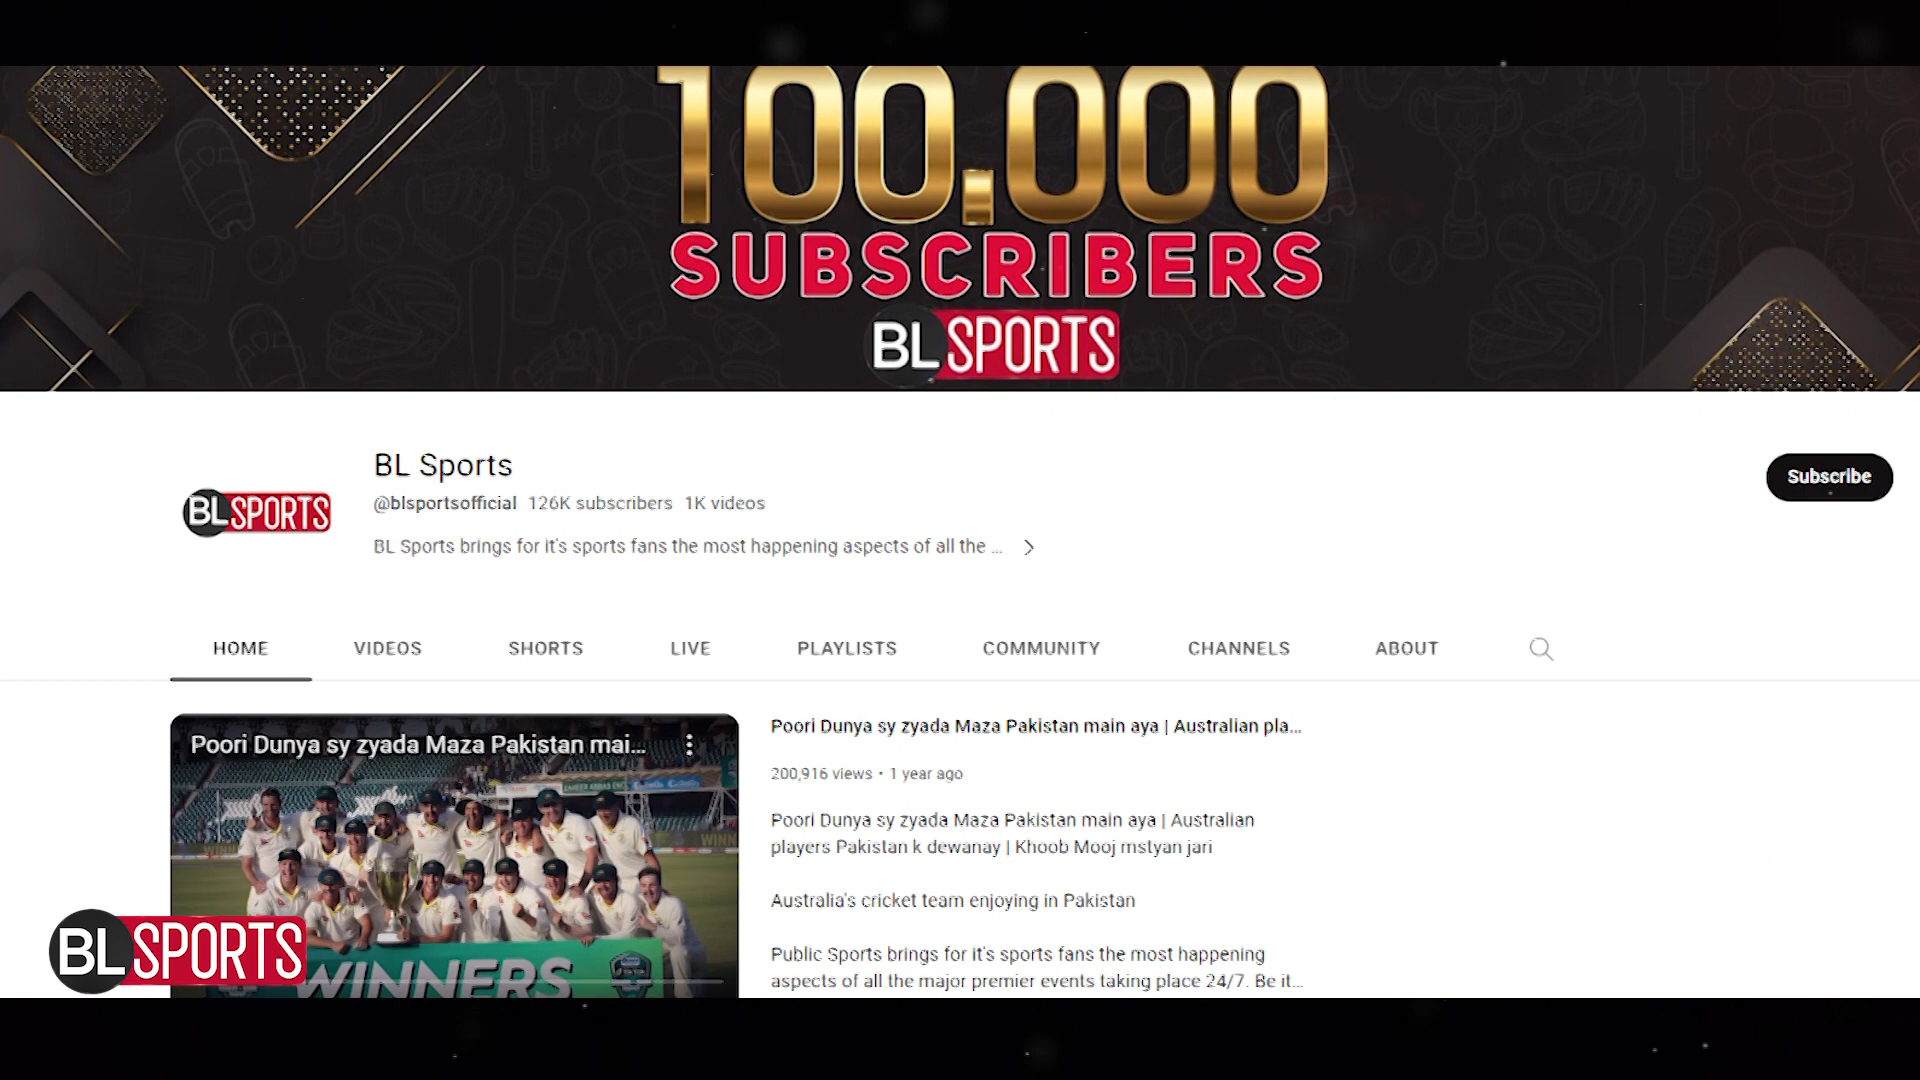 100,000
SUBSCRIBERS
BL SPORTS
BL Sports
BL SPORTS
@blsportsofficial 126K subscribers 1K videos
BL Sports brings for it's sports fans the most happening aspects of all the ...
Subscribe
HOME VIDEOS SHORTS LIVE PLAYLISTS COMMUNITY CHANNELS ABOUT
Poori Dunya sy zyada Maza Pakistan mai...
Poori Dunya sy zyada Maza Pakistan main aya | Australian pla...
200,916 views • 1 year ago
Poori Dunya sy zyada Maza Pakistan main aya | Australian
players Pakistan k dewanay | Khoob Mooj mstyan jari
Australia's cricket team enjoying in Pakistan
Public Sports brings for it's sports fans the most happening
aspects of all the major premier events taking place 24/7. Be it...
WINNERS
BL SPORTS